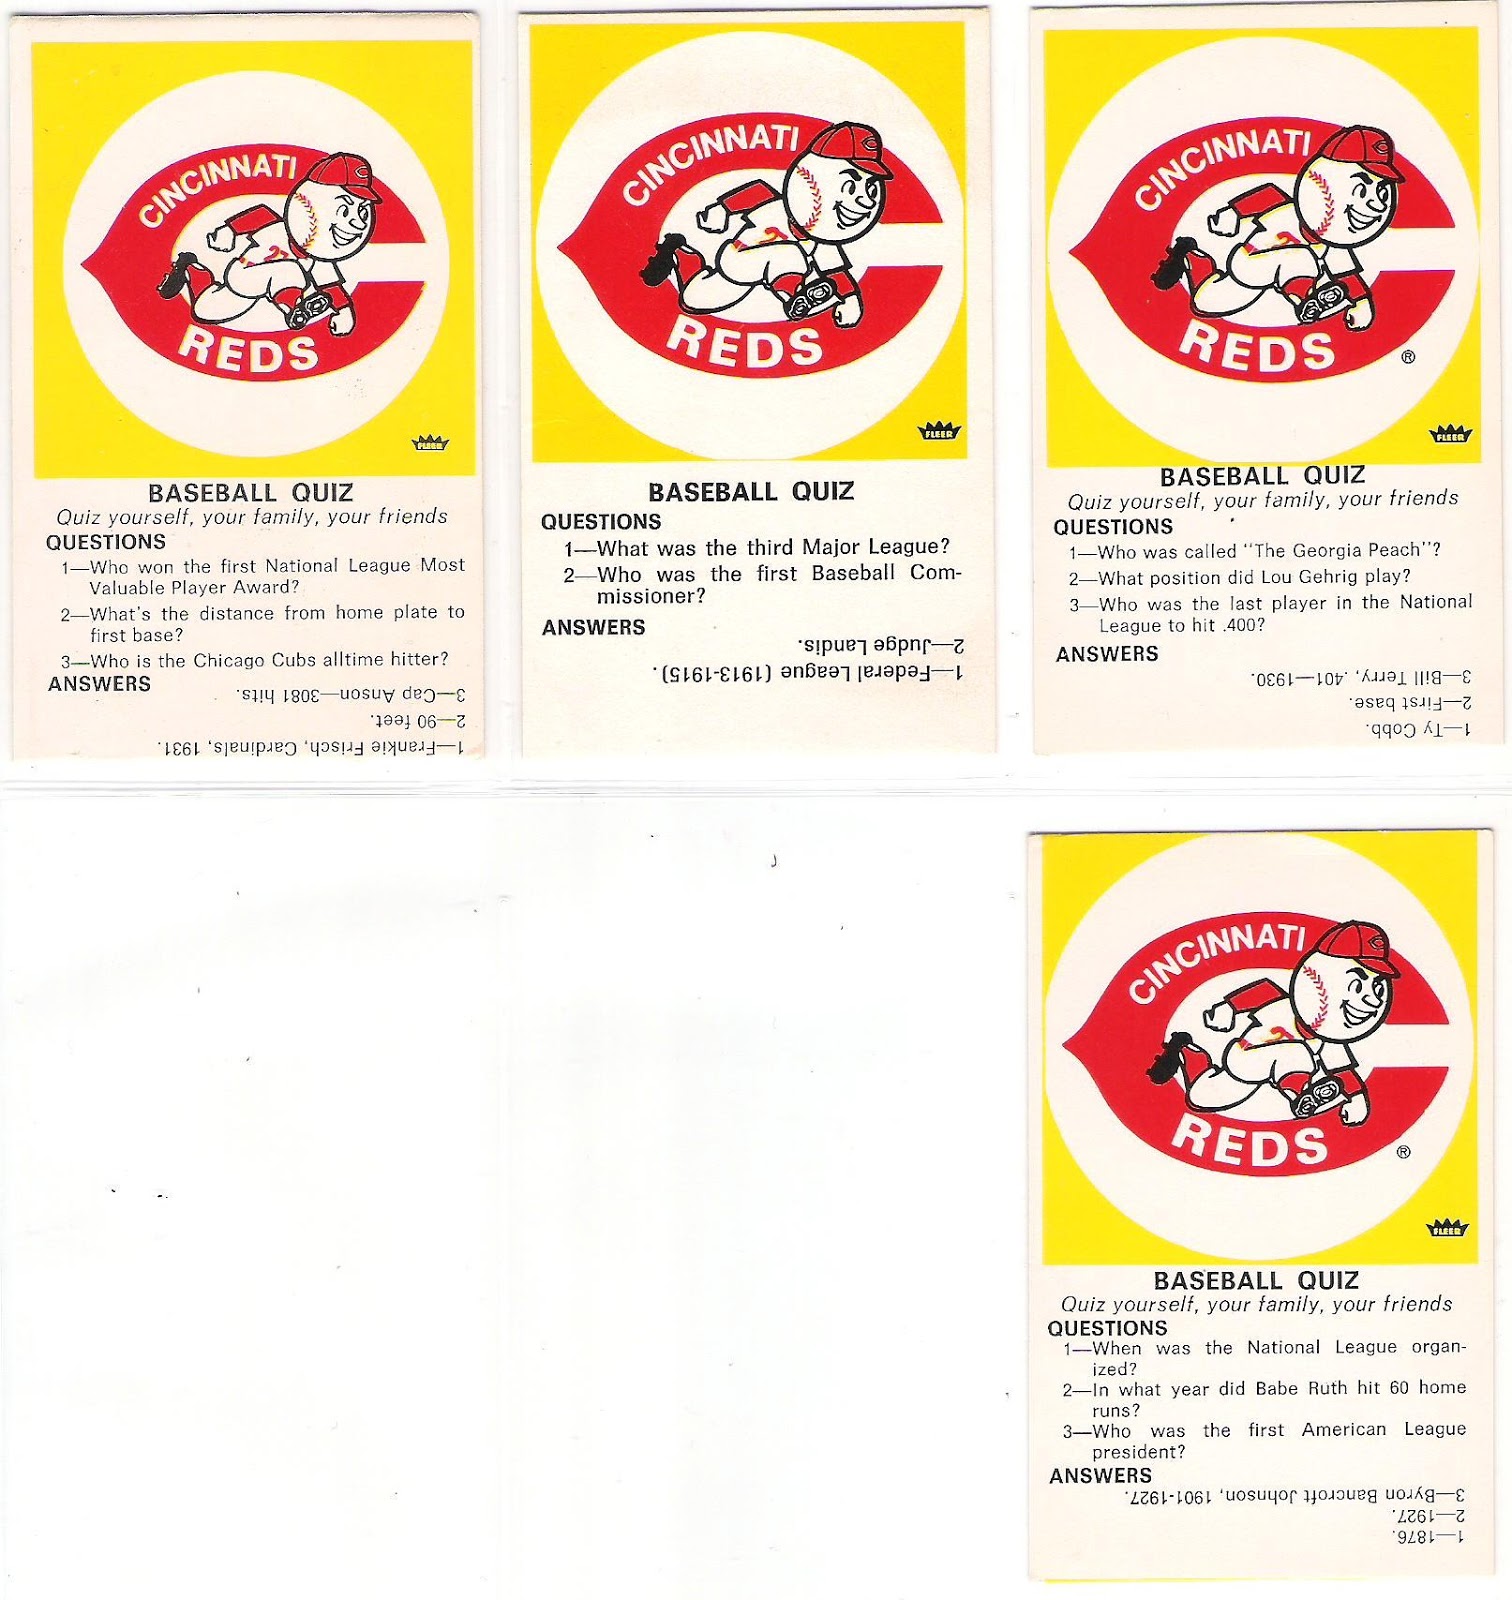 CINCINNATI
REDS
FLEER
BASEBALL QUIZ
Quiz yourself, your family, your friends
QUESTIONS
1—Who won the first National League Most
Valuable Player Award?
2—What's the distance from home plate to
first base?
3—Who is the Chicago Cubs alltime hitter?
ANSWERS
1—Frankie Frisch, Cardinals, 1931.
2—90 feet.
3—Cap Anson—3081 hits.
CINCINNATI
REDS
FLEER
BASEBALL QUIZ
QUESTIONS
1—What was the third Major League?
2—Who was the first Baseball Com-
missioner?
ANSWERS
1—Federal League (1913-1915).
2—Judge Landis.
CINCINNATI
REDS
®
FLEER
BASEBALL QUIZ
Quiz yourself, your family, your friends
QUESTIONS
1—Who was called "The Georgia Peach"?
2—What position did Lou Gehrig play?
3—Who was the last player in the National
League to hit .400?
ANSWERS
1—Ty Cobb.
2—First base.
3—Bill Terry, .401—1930.
CINCINNATI
REDS
®
FLEER
BASEBALL QUIZ
Quiz yourself, your family, your friends
QUESTIONS
1—When was the National League organ-
ized?
2—In what year did Babe Ruth hit 60 home
runs?
3—Who was the first American League
president?
ANSWERS
1—1876.
2—1927.
3—Byron Bancroft Johnson, 1901-1927.